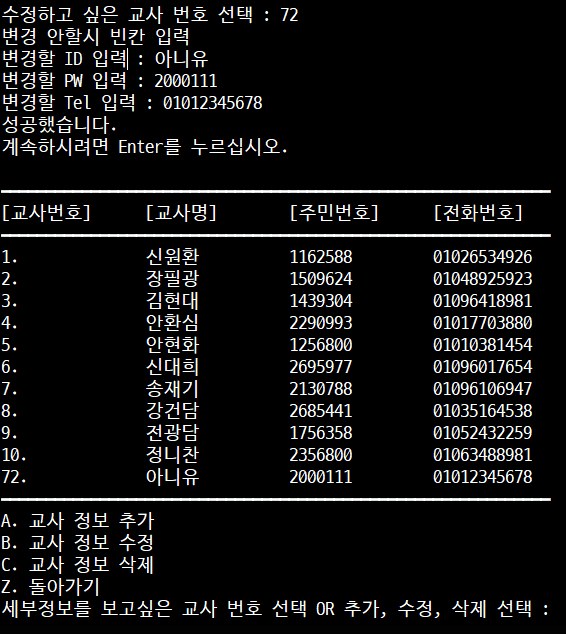 수정하고 싶은 교사 번호 선택 : 72
변경 안할시 빈칸 입력
변경할 ID 입력 : 아니유
변경할 PW 입력 : 2000111
변경할 Tel 입력 : 01012345678
성공했습니다.
계속하시려면 Enter를 누르십시오.
[교사번호] [교사명] [주민번호] [전화번호]
1. 신원환 1162588 01026534926
2. 장필광 1509624 01048925923
3. 김현대 1439304 01096418981
4. 안환심 2290993 01017703880
5. 안현화 1256800 01010381454
6. 신대희 2695977 01096017654
7. 송재기 2130788 01096106947
8. 강건담 2685441 01035164538
9. 전광담 1756358 01052432259
10. 정니찬 2356800 01063488981
72. 아니유 2000111 01012345678
A. 교사 정보 추가
B. 교사 정보 수정
C. 교사 정보 삭제
Z. 돌아가기
세부정보를 보고싶은 교사 번호 선택 OR 추가, 수정, 삭제 선택 :